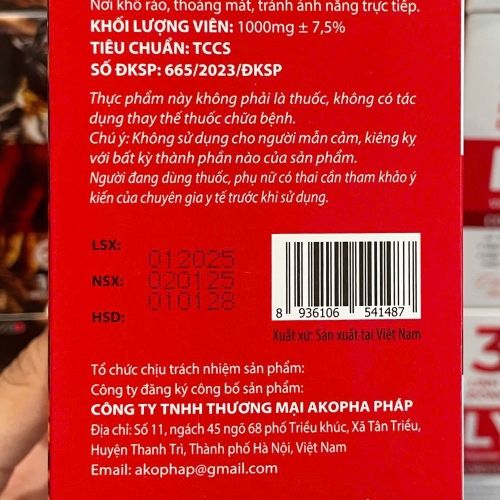 Nơi khô ráo, thoáng mát, tránh ánh nắng trực tiếp.
KHỐI LƯỢNG VIÊN: 1000mg ± 7,5%
TIÊU CHUẨN: TCCS
SỐ ĐKSP: 665/2023/ĐKSP
Thực phẩm này không phải là thuốc, không có tác
dụng thay thế thuốc chữa bệnh.
Chú ý: Không sử dụng cho người mẫn cảm, kiêng kỵ
với bất kỳ thành phần nào của sản phẩm.
Người đang dùng thuốc, phụ nữ có thai cần tham khảo ý
kiến của chuyên gia y tế trước khi sử dụng.
LSX: 012025
NSX: 020125
HSD: 010128
8 936106 541487
Xuất xứ: Sản xuất tại Việt Nam
Tổ chức chịu trách nhiệm sản phẩm:
Công ty đăng ký công bố sản phẩm:
CÔNG TY TNHH THƯƠNG MẠI AKOPHA PHÁP
Địa chỉ: Số 11, ngách 45 ngõ 68 phố Triều khúc, Xã Tân Triều,
Huyện Thanh Trì, Thành phố Hà Nội, Việt Nam
Email: akophap@gmail.com